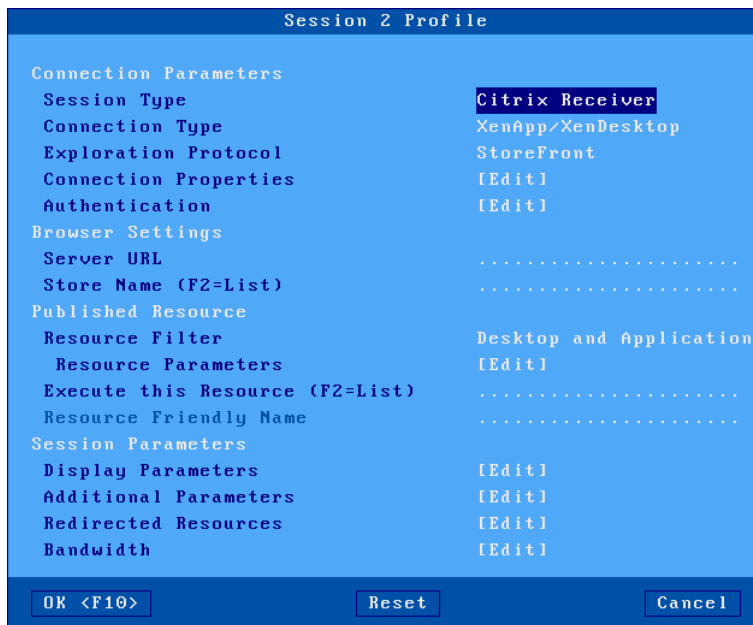 Session 2 Profile
Connection Parameters
Session Type Citrix Receiver
Connection Type XenApp/XenDesktop
Exploration Protocol StoreFront
Connection Properties [Edit]
Authentication [Edit]
Browser Settings
Server URL ......................
Store Name (F2=List) ......................
Published Resource
Resource Filter Desktop and Application
Resource Parameters [Edit]
Execute this Resource (F2=List) ......................
Resource Friendly Name ......................
Session Parameters
Display Parameters [Edit]
Additional Parameters [Edit]
Redirected Resources [Edit]
Bandwidth [Edit]
OK <F10> Reset Cancel